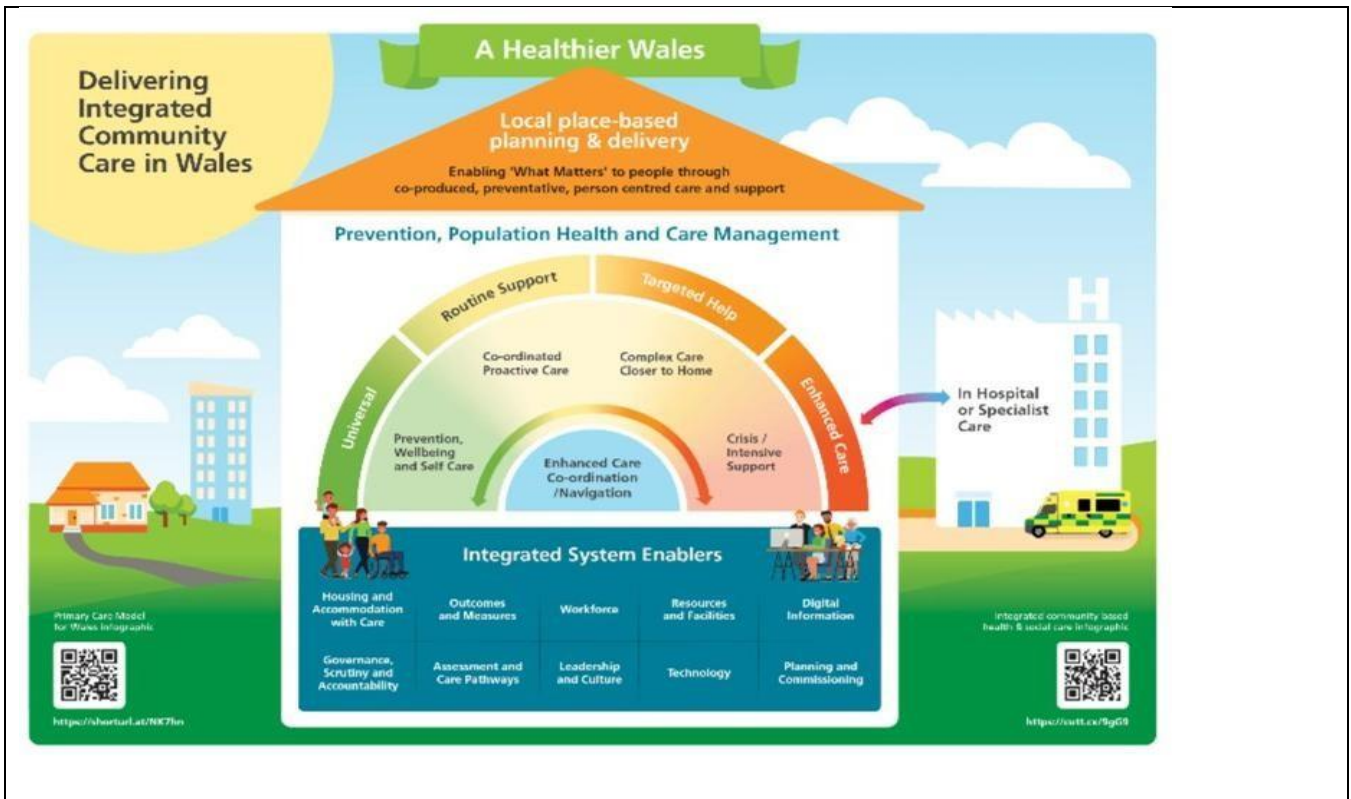 A Healthier Wales
Delivering
Integrated
Community
Care in Wales
Local place-based
planning & delivery
Enabling 'What Matters' to people through
co-produced, preventative, person centred care and support
Prevention, Population Health and Care Management
Universal
Routine Support
Targeted Help
Enhanced Care
Co-ordinated
Proactive Care
Complex Care
Closer to Home
Prevention,
Wellbeing
and Self Care
Crisis /
Intensive
Support
Enhanced Care
Co-ordination
/Navigation
H
In Hospital
or Specialist
Care
Integrated System Enablers
Housing and
Accommodation
with Care
Outcomes
and Measures
Workforce
Resources
and Facilities
Digital
Information
Governance,
Scrutiny and
Accountability
Assessment and
Care Pathways
Leadership
and Culture
Technology
Planning and
Commissioning
Primary Care Model
for Wales infographic
Integrated community based
health & social care infographic